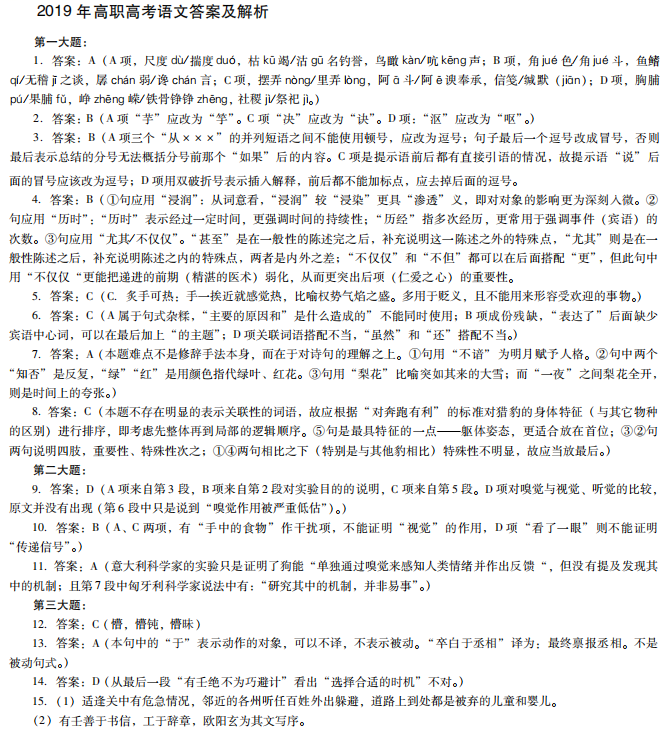 2019 年高职高考语文答案及解析
第一大题：
1. 答案：A（A 项，尺度 dù/揣度 duó，枯 kū 竭/沽 gū 名钓誉，鸟瞰 kàn/吭 kēng 声；B 项，角 jué 色/角 jué 斗，鱼鳍
qí/无稽 jī 之谈，孱 chán 弱/谗 chán 言；C 项，摆弄 nòng/里弄 lòng，阿 ā 斗/阿 ē 谀奉承，信笺/缄默（jiān）；D 项，胸脯
pú/果脯 fǔ，峥 zhēng 嵘/铁骨铮铮 zhēng，社稷 jì/祭祀 jì。）
2. 答案：B（A 项“芋”应改为“竽”。C 项“决”应改为“诀”。D 项：“沤”应改为“呕”。）
3. 答案：B（A 项三个“从×××”的并列短语之间不能使用顿号，应改为逗号；句子最后一个逗号改成冒号，否则
最后表示总结的分号无法概括分号前那个“如果”后的内容。C 项是提示语前后都有直接引语的情况，故提示语“说”后
面的冒号应该改为逗号；D 项用双破折号表示插入解释，前后都不能加标点，应去掉后面的逗号。
4. 答案：B（①句应用“浸润”：从词意看，“浸润”较“浸染”更具“渗透”义，即对对象的影响更为深刻入微。②
句应用“历时”：“历时”表示经过一定时间，更强调时间的持续性；“历经”指多次经历，更常用于强调事件（宾语）的
次数。③句应用“尤其/不仅仅”。“甚至”是在一般性的陈述完之后，补充说明这一陈述之外的特殊点，“尤其”则是在一
般性陈述之后，补充说明陈述之内的特殊点，两者是内外之差；“不仅仅”和“不但”都可以在后面搭配“更”，但此句中
用“不仅仅“更能把递进的前期（精湛的医术）弱化，从而更突出后项（仁爱之心）的重要性。
5. 答案：C（C. 炙手可热：手一挨近就感觉热，比喻权势气焰之盛。多用于贬义，且不能用来形容受欢迎的事物。）
6. 答案：C（A 属于句式杂糅，“主要的原因和”是什么造成的” 不能同时使用；B 项成份残缺，“表达了”后面缺少
宾语中心词，可以在最后加上“的主题”；D 项关联词语搭配不当，“虽然”和“还”搭配不当。）
7. 答案：A（本题难点不是修辞手法本身，而在于对诗句的理解之上。①句用“不谙”为明月赋予人格。②句中两个
“知否”是反复，“绿”“红”是用颜色指代绿叶、红花。③句用“梨花”比喻突如其来的大雪；而“一夜”之间梨花全开，
则是时间上的夸张。）
8. 答案：C（本题不存在明显的表示关联性的词语，故应根据“对奔跑有利”的标准对猎豹的身体特征（与其它物种
的区别）进行排序，即考虑先整体再到局部的逻辑顺序。⑤句是最具特征的一点——躯体姿态，更适合放在首位；③②句
两句说明四肢，重要性、特殊性次之；①④两句相比之下（特别是与其他豹相比）特殊性不明显，故应当放最后。）
第二大题：
9. 答案：D（A 项来自第 3 段，B 项来自第 2 段对实验目的的说明，C 项来自第 5 段。D 项对嗅觉与视觉、听觉的比较，
原文并没有出现（第 6 段中只是说到“嗅觉作用被严重低估”）。）
10. 答案：B（A、C 两项，有“手中的食物”作干扰项，不能证明“视觉”的作用，D 项“看了一眼”则不能证明
“传递信号”。）
11. 答案：A（意大利科学家的实验只是证明了狗能“单独通过嗅觉来感知人类情绪并作出反馈“，但没有提及发现其
中的机制；且第 7 段中匈牙利科学家说法中有：“研究其中的机制，并非易事”。）
第三大题：
12. 答案：C（懵，懵钝，懵昧）
13. 答案：A（本句中的“于”表示动作的对象，可以不译，不表示被动。“卒白于丞相”译为：最终禀报丞相。不是
被动句式。）
14. 答案：D（从最后一段“有壬绝不为巧避计”看出“选择合适的时机”不对。）
15.（1）适逢关中有危急情况，邻近的各州听任百姓外出躲避，道路上到处都是被弃的儿童和婴儿。
（2）有壬善于书信，工于辞章，欧阳玄为其文写序。